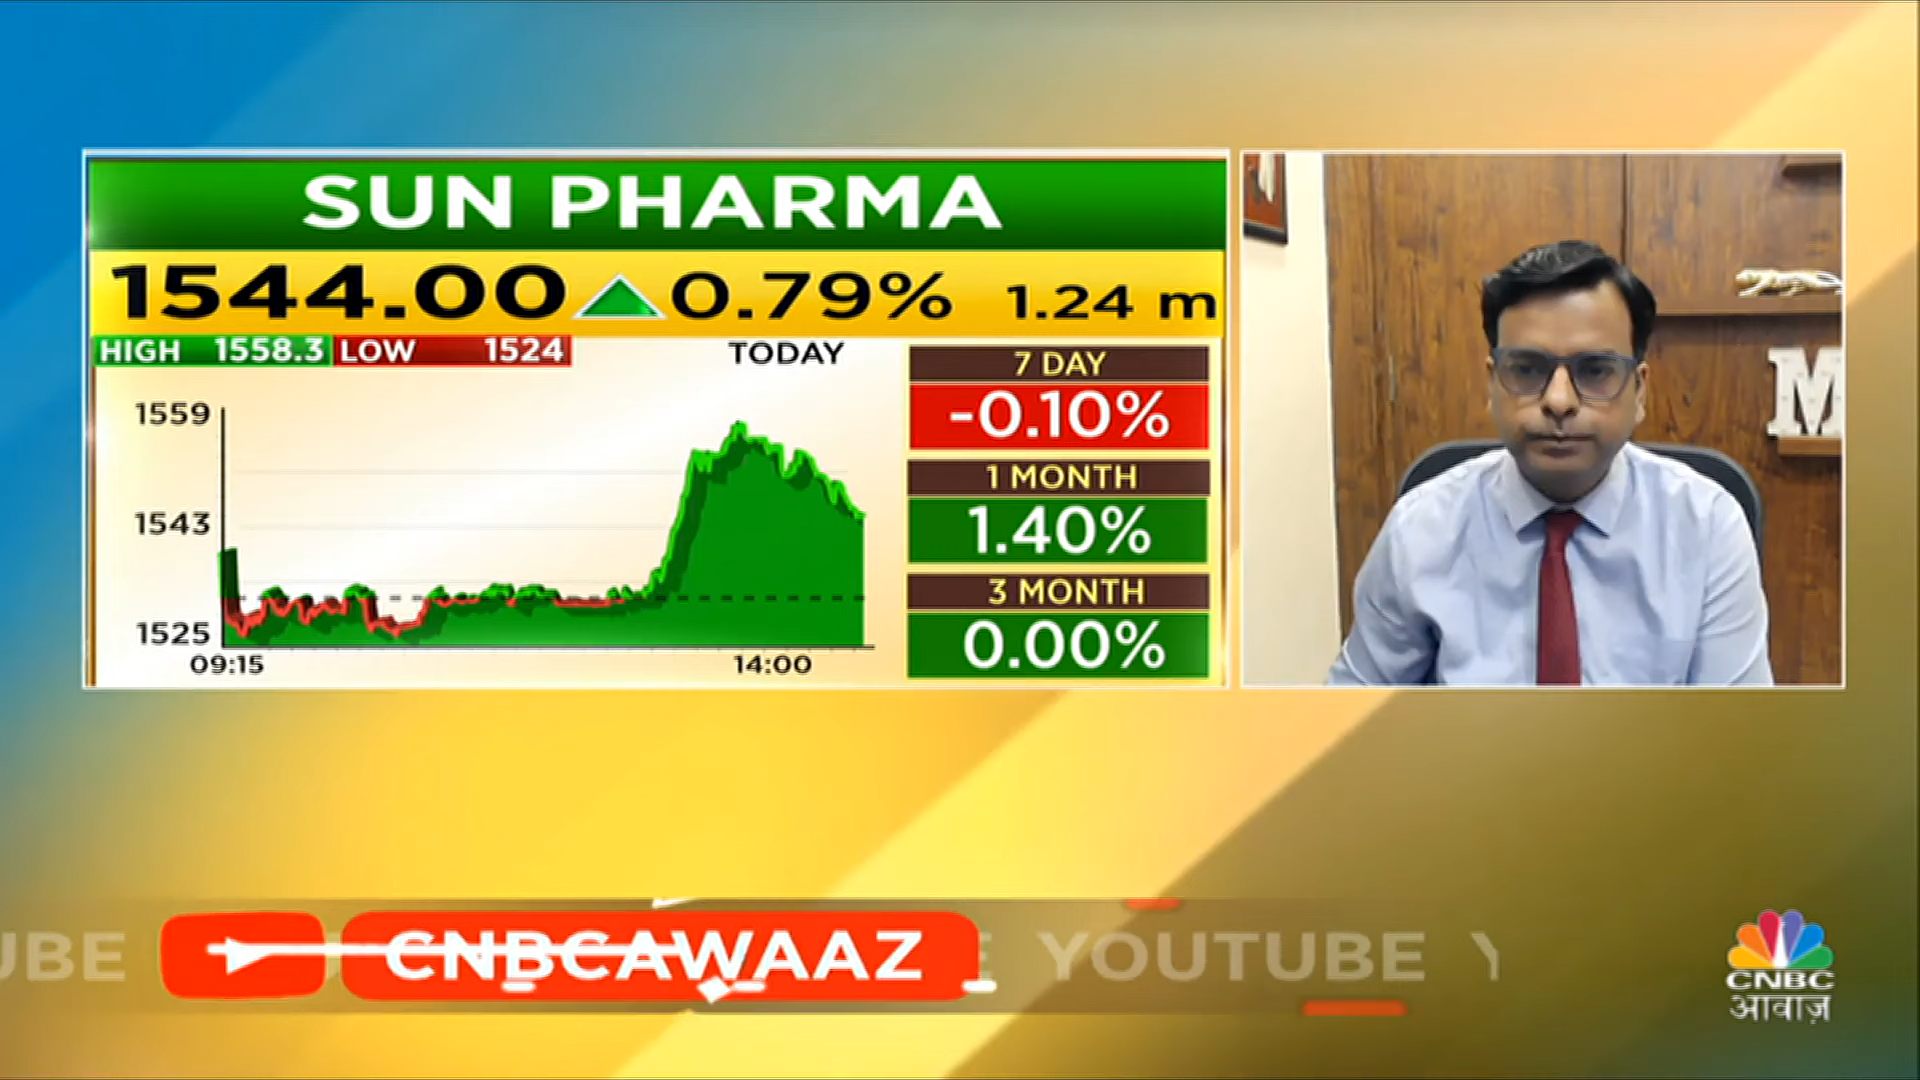 SUN PHARMA
1544.00 0.79% 1.24 m
HIGH 1558.3 LOW 1524 TODAY
1559
1543
1525
09:15 14:00
7 DAY
-0.10%
1 MONTH
1.40%
3 MONTH
0.00%
M
UBE CNBCAWAAZ E YOUTUBE Y
CNBC
आवाज़